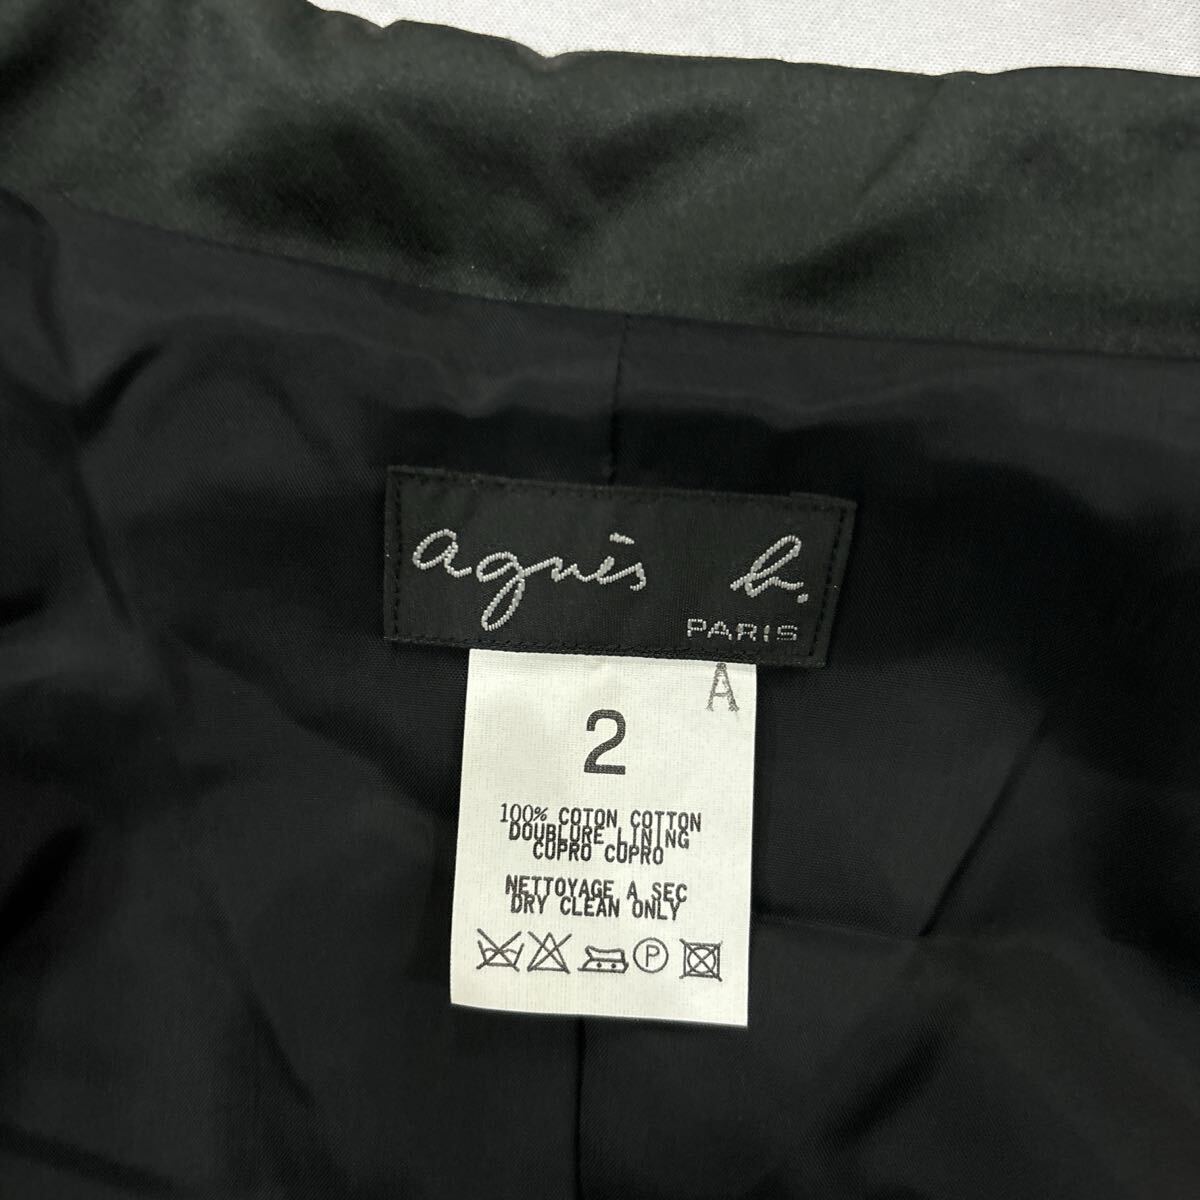 agnès b.
PARIS
A
2
100% COTON COTTON
DOUBLURE LINING
CUPRO CUPRO
NETTOYAGE A SEC
DRY CLEAN ONLY
P